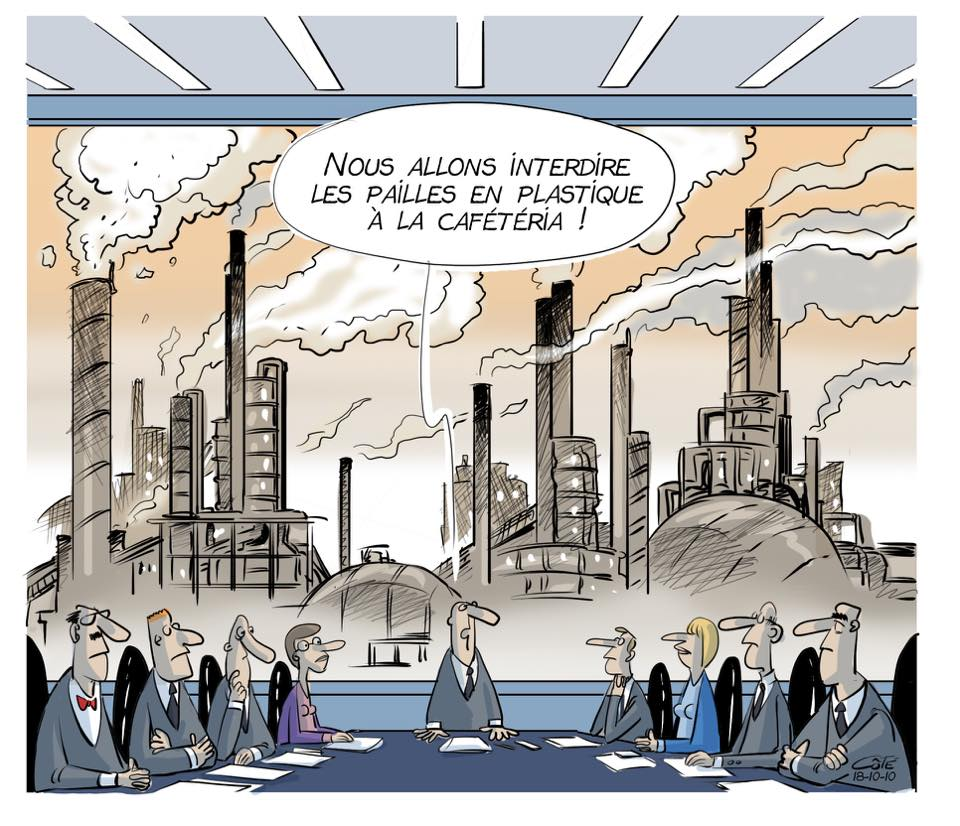 Nous allons interdire
les pailles en plastique
à la cafétéria !
Côté
18-10-10